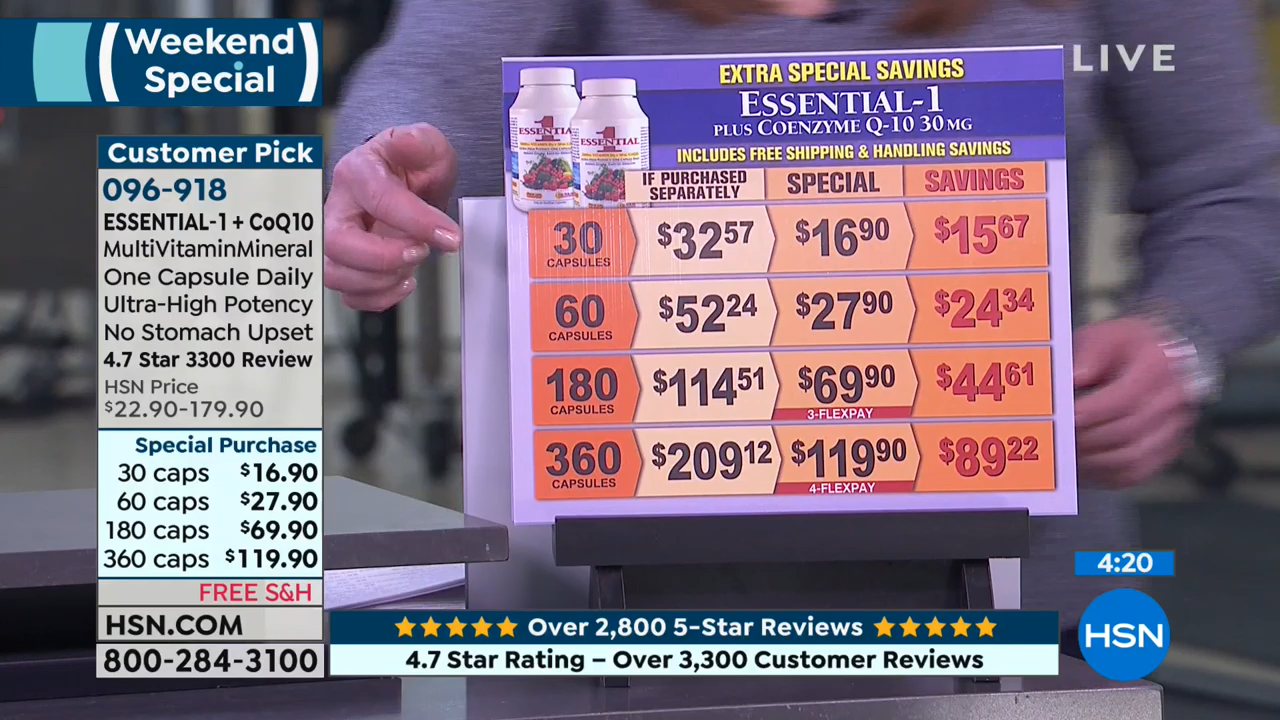 (Weekend Special)
LIVE
Customer Pick
096-918
ESSENTIAL-1 + CoQ10
MultiVitaminMineral
One Capsule Daily
Ultra-High Potency
No Stomach Upset
4.7 Star 3300 Review
HSN Price
$22.90-179.90
Special Purchase
30 caps $16.90
60 caps $27.90
180 caps $69.90
360 caps $119.90
FREE S&H
HSN.COM
800-284-3100
EXTRA SPECIAL SAVINGS
ESSENTIAL-1
PLUS COENZYME Q-10 30 MG
INCLUDES FREE SHIPPING & HANDLING SAVINGS
IF PURCHASED SEPARATELY SPECIAL SAVINGS
30 CAPSULES $32.57 $16.90 $15.67
60 CAPSULES $52.24 $27.90 $24.34
180 CAPSULES $114.51 $69.90 $44.61
3-FLEXPAY
360 CAPSULES $209.12 $119.90 $89.22
4-FLEXPAY
1
ESSENTIAL
4:20
HSN
Over 2,800 5-Star Reviews
4.7 Star Rating – Over 3,300 Customer Reviews